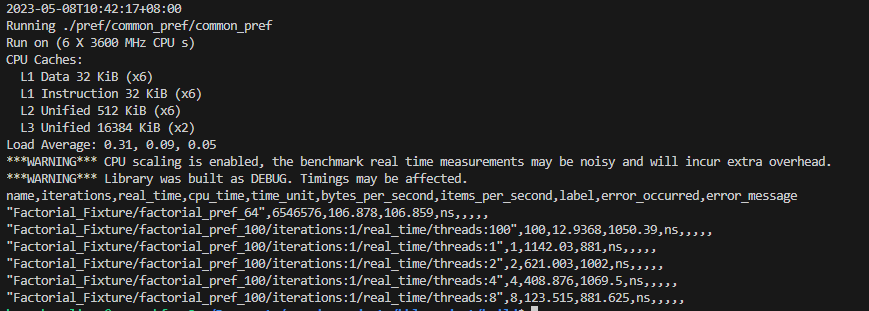 2023-05-08T10:42:17+08:00
Running ./pref/common_pref/common_pref
Run on (6 X 3600 MHz CPU s)
CPU Caches:
  L1 Data 32 KiB (x6)
  L1 Instruction 32 KiB (x6)
  L2 Unified 512 KiB (x6)
  L3 Unified 16384 KiB (x2)
Load Average: 0.31, 0.09, 0.05
***WARNING*** CPU scaling is enabled, the benchmark real time measurements may be noisy and will incur extra overhead.
***WARNING*** Library was built as DEBUG. Timings may be affected.
name,iterations,real_time,cpu_time,time_unit,bytes_per_second,items_per_second,label,error_occurred,error_message
"Factorial_Fixture/factorial_pref_64",6546576,106.878,106.859,ns,,,,,
"Factorial_Fixture/factorial_pref_100/iterations:1/real_time/threads:100",100,12.9368,1050.39,ns,,,,,
"Factorial_Fixture/factorial_pref_100/iterations:1/real_time/threads:1",1,1142.03,881,ns,,,,,
"Factorial_Fixture/factorial_pref_100/iterations:1/real_time/threads:2",2,621.003,1002,ns,,,,,
"Factorial_Fixture/factorial_pref_100/iterations:1/real_time/threads:4",4,408.876,1069.5,ns,,,,,
"Factorial_Fixture/factorial_pref_100/iterations:1/real_time/threads:8",8,123.515,881.625,ns,,,,,